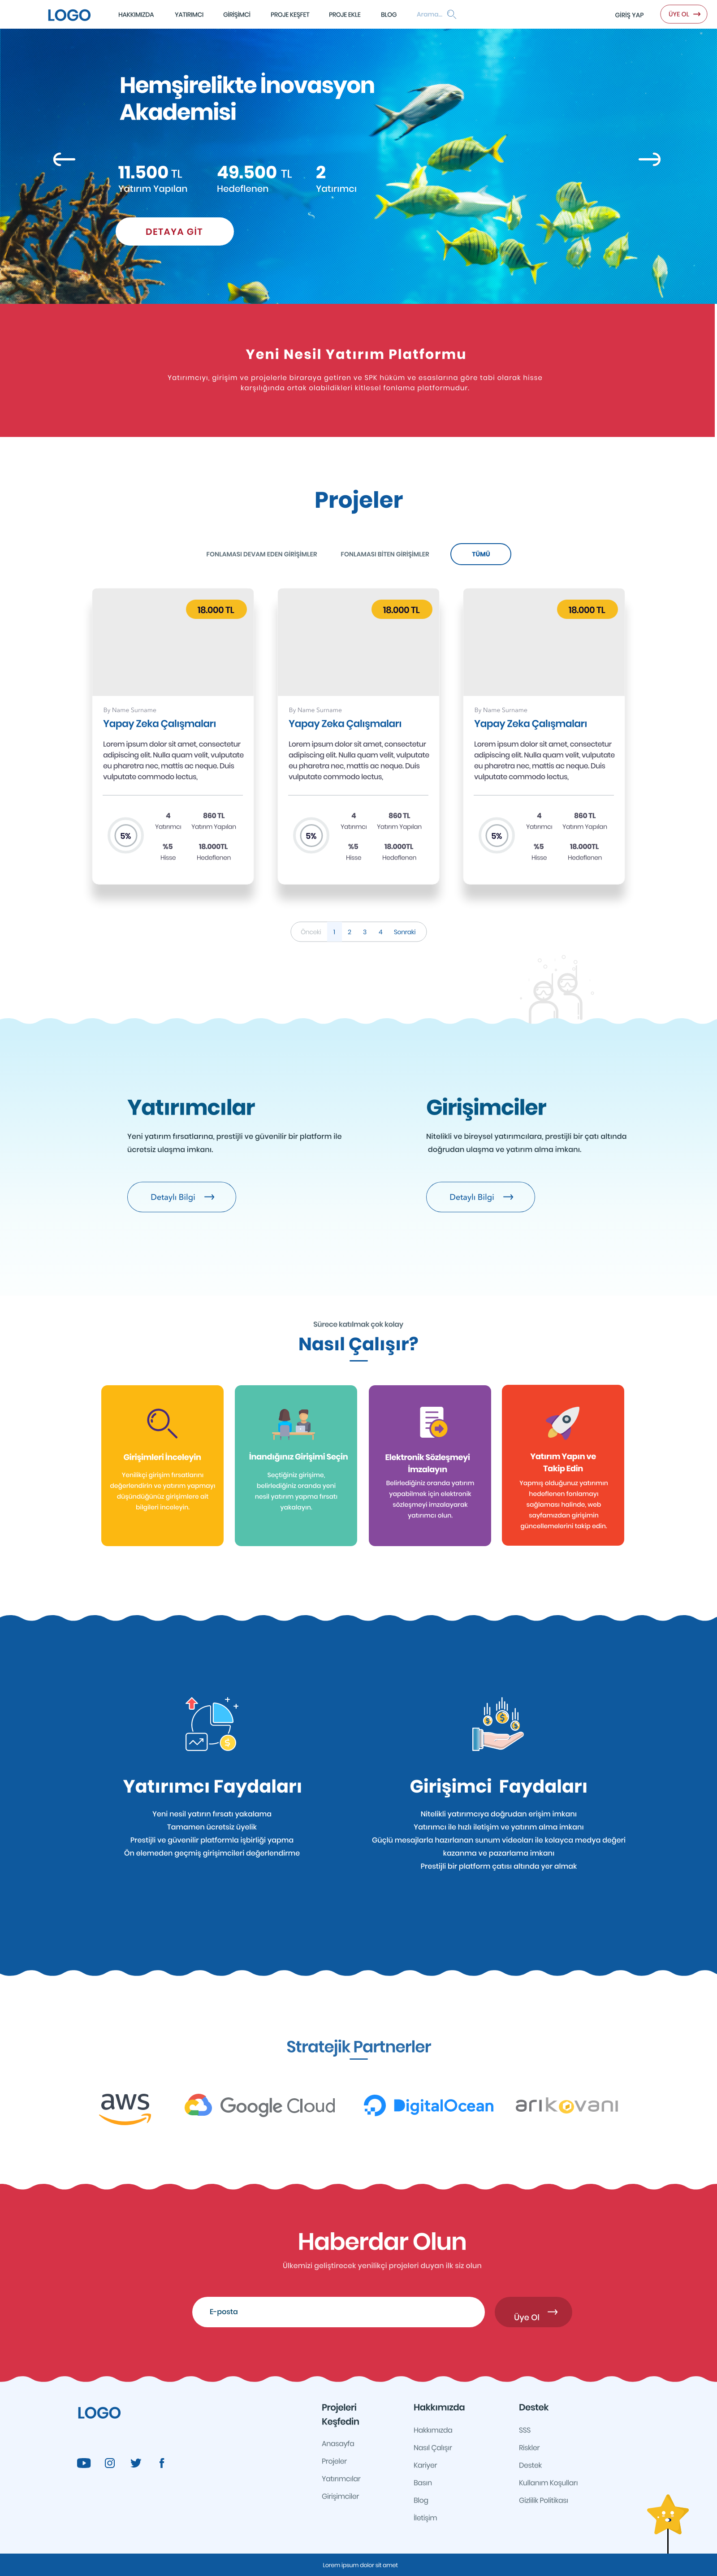 LOGO HAKKIMIZDA YATIRIMCI GİRİŞİMCİ PROJE KEŞFET PROJE EKLE BLOG Arama... GİRİŞ YAP ÜYE OL
Hemşirelikte İnovasyon
Akademisi
11.500 TL 49.500 TL 2
Yatırım Yapılan Hedeflenen Yatırımcı
DETAYA GİT
Yeni Nesil Yatırım Platformu
Yatırımcıyı, girişim ve projelerle biraraya getiren ve SPK hüküm ve esaslarına göre tabi olarak hisse
karşılığında ortak olabildikleri kitlesel fonlama platformudur.
Projeler
FONLAMASI DEVAM EDEN GİRİŞİMLER FONLAMASI BİTEN GİRİŞİMLER TÜMÜ
18.000 TL
By Name Surname
Yapay Zeka Çalışmaları
Lorem ipsum dolor sit amet, consectetur
adipiscing elit. Nulla quam velit, vulputate
eu pharetra nec, mattis ac neque. Duis
vulputate commodo lectus,
5%
4 860 TL
Yatırımcı Yatırım Yapılan
%5 18.000TL
Hisse Hedeflenen
18.000 TL
By Name Surname
Yapay Zeka Çalışmaları
Lorem ipsum dolor sit amet, consectetur
adipiscing elit. Nulla quam velit, vulputate
eu pharetra nec, mattis ac neque. Duis
vulputate commodo lectus,
5%
4 860 TL
Yatırımcı Yatırım Yapılan
%5 18.000TL
Hisse Hedeflenen
18.000 TL
By Name Surname
Yapay Zeka Çalışmaları
Lorem ipsum dolor sit amet, consectetur
adipiscing elit. Nulla quam velit, vulputate
eu pharetra nec, mattis ac neque. Duis
vulputate commodo lectus,
5%
4 860 TL
Yatırımcı Yatırım Yapılan
%5 18.000TL
Hisse Hedeflenen
Önceki 1 2 3 4 Sonraki
Yatırımcılar
Yeni yatırım fırsatlarına, prestijli ve güvenilir bir platform ile
ücretsiz ulaşma imkanı.
Detaylı Bilgi
Girişimciler
Nitelikli ve bireysel yatırımcılara, prestijli bir çatı altında
doğrudan ulaşma ve yatırım alma imkanı.
Detaylı Bilgi
Sürece katılmak çok kolay
Nasıl Çalışır?
Girişimleri İnceleyin
Yenilikçi girişim fırsatlarını
değerlendirin ve yatırım yapmayı
düşündüğünüz girişimlere ait
bilgileri inceleyin.
İnandığınız Girişimi Seçin
Seçtiğiniz girişime,
belirlediğiniz oranda yeni
nesil yatırım yapma fırsatı
yakalayın.
Elektronik Sözleşmeyi
İmzalayın
Belirlediğiniz oranda yatırım
yapabilmek için elektronik
sözleşmeyi imzalayarak
yatırımcı olun.
Yatırım Yapın ve
Takip Edin
Yapmış olduğunuz yatırımın
hedeflenen fonlamayı
sağlaması halinde, web
sayfamızdan girişimin
güncellemelerini takip edin.
Yatırımcı Faydaları
Yeni nesil yatırın fırsatı yakalama
Tamamen ücretsiz üyelik
Prestijli ve güvenilir platformla işbirliği yapma
Ön elemeden geçmiş girişimcileri değerlendirme
Girişimci Faydaları
Nitelikli yatırımcıya doğrudan erişim imkanı
Yatırımcı ile hızlı iletişim ve yatırım alma imkanı
Güçlü mesajlarla hazırlanan sunum videoları ile kolayca medya değeri
kazanma ve pazarlama imkanı
Prestijli bir platform çatısı altında yer almak
Stratejik Partnerler
aws Google Cloud DigitalOcean arıkovanı
Haberdar Olun
Ülkemizi geliştirecek yenilikçi projeleri duyan ilk siz olun
E-posta Üye Ol
LOGO
Projeleri
Keşfedin
Anasayfa
Projeler
Yatırımcılar
Girişimciler
Hakkımızda
Hakkımızda
Nasıl Çalışır
Kariyer
Basın
Blog
İletişim
Destek
SSS
Riskler
Destek
Kullanım Koşulları
Gizlilik Politikası
Lorem ipsum dolor sit amet